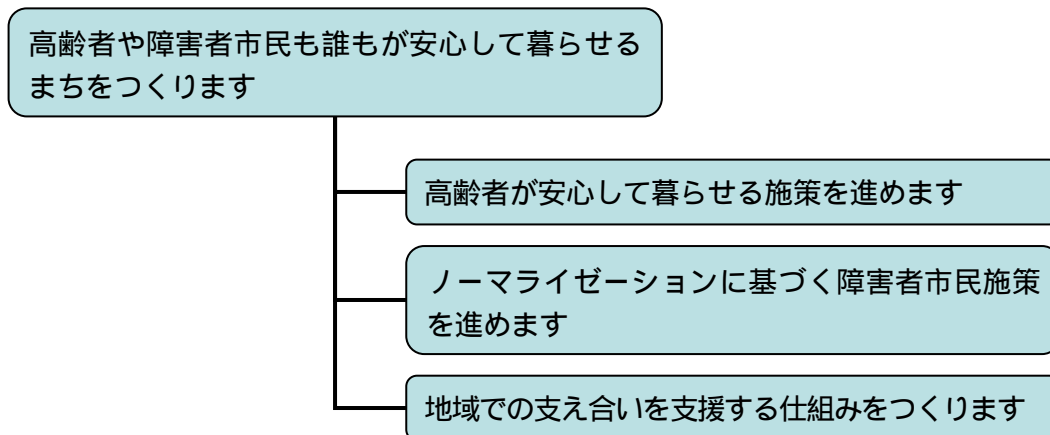 高齢者や障害者市民も誰もが安心して暮らせる
まちをつくります
高齢者が安心して暮らせる施策を進めます
ノーマライゼーションに基づく障害者市民施策
を進めます
地域での支え合いを支援する仕組みをつくります